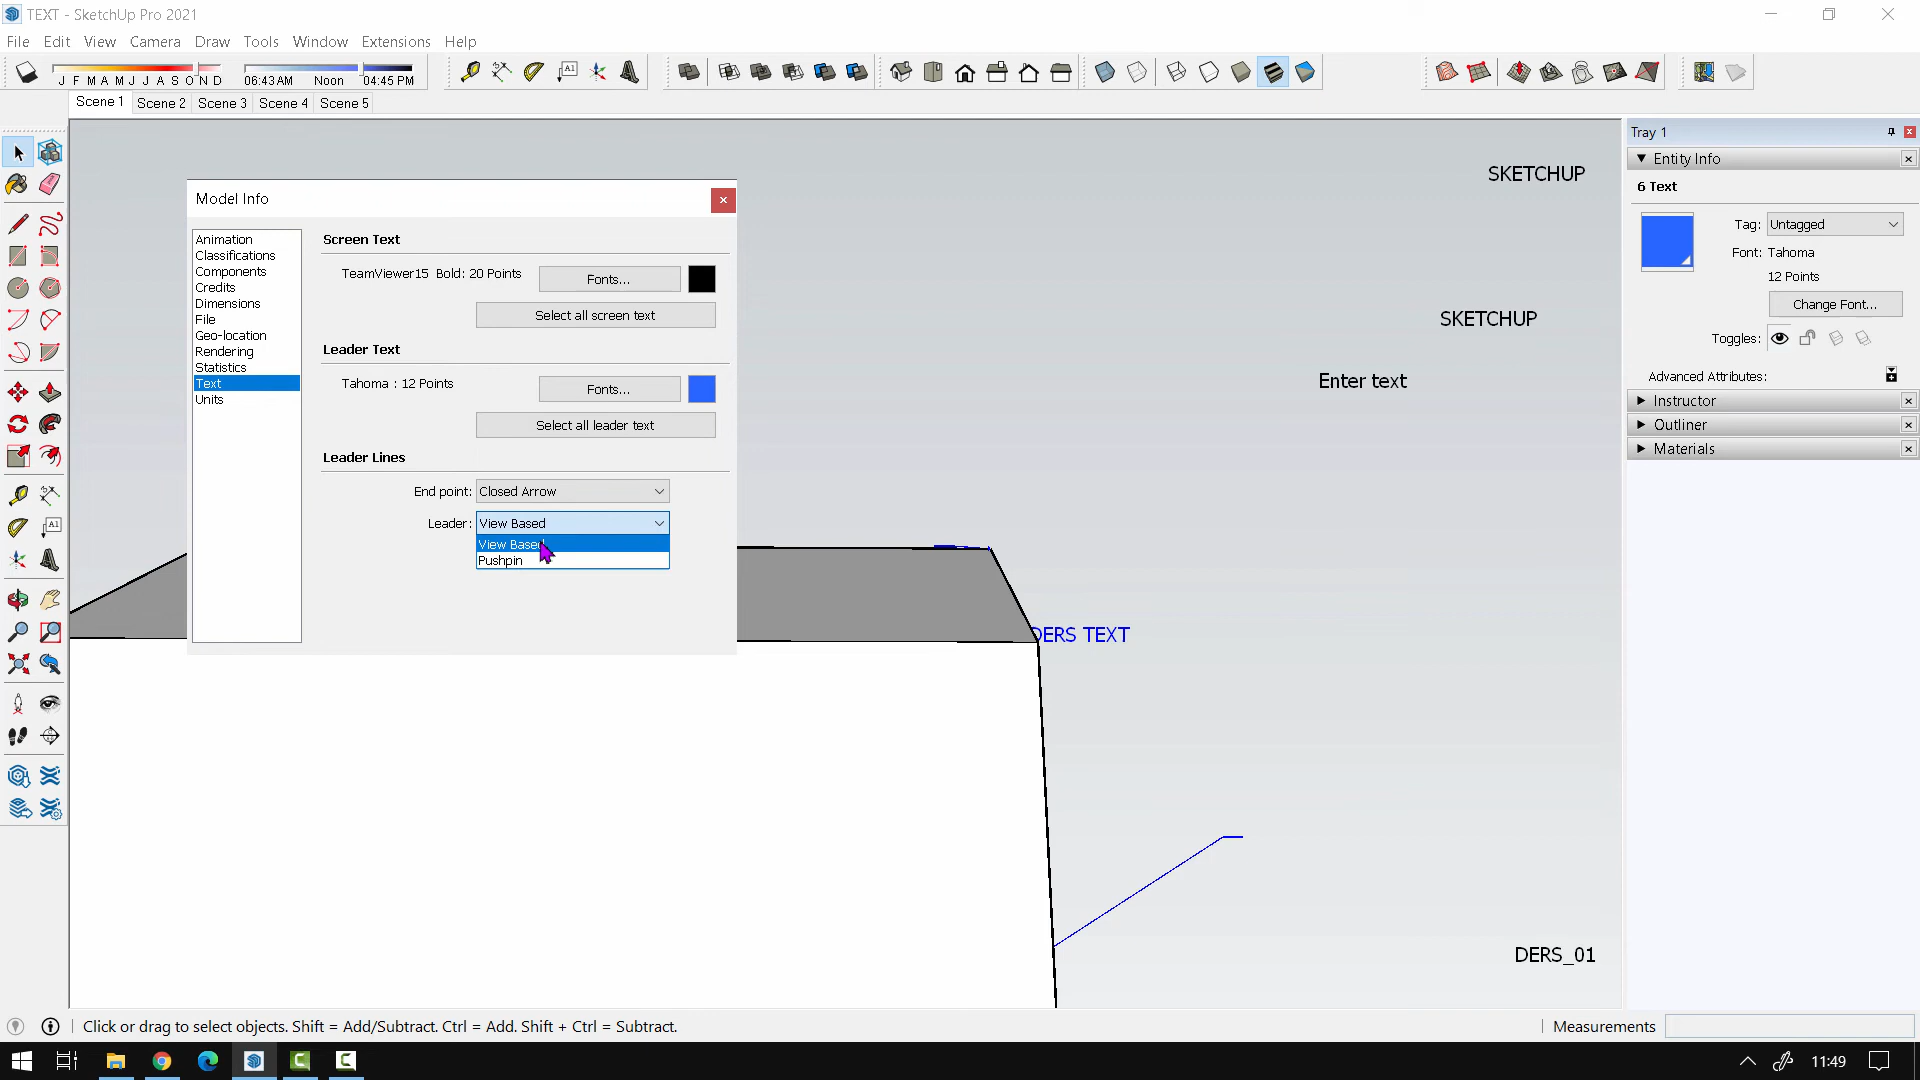 TEXT - SketchUp Pro 2021
File Edit View Camera Draw Tools Window Extensions Help
J F M A M J J A S O N D
06:43 AM Noon 04:45 PM
A1
Scene 1 Scene 2 Scene 3 Scene 4 Scene 5
A1
Model Info
Animation
Classifications
Components
Credits
Dimensions
File
Geo-location
Rendering
Statistics
Text
Units
Screen Text
TeamViewer15 Bold: 20 Points
Fonts...
Select all screen text
Leader Text
Tahoma : 12 Points
Fonts...
Select all leader text
Leader Lines
End point: Closed Arrow
Leader: View Based
View Based
Pushpin
SKETCHUP
SKETCHUP
Enter text
DERS TEXT
DERS_01
Tray 1
Entity Info
6 Text
Tag: Untagged
Font: Tahoma
12 Points
Change Font...
Toggles:
Advanced Attributes:
Instructor
Outliner
Materials
Click or drag to select objects. Shift = Add/Subtract. Ctrl = Add. Shift + Ctrl = Subtract.
Measurements
11:49